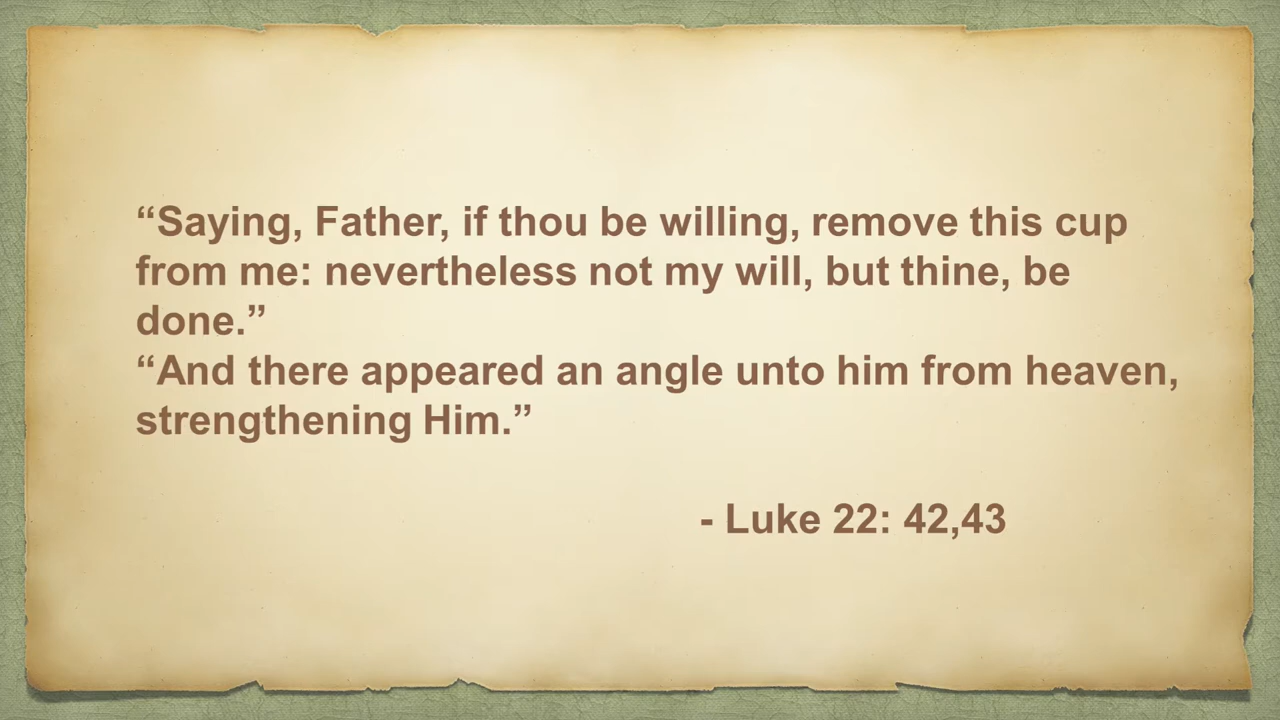 “Saying, Father, if thou be willing, remove this cup
from me: nevertheless not my will, but thine, be
done.”
“And there appeared an angle unto him from heaven,
strengthening Him.”
- Luke 22: 42,43